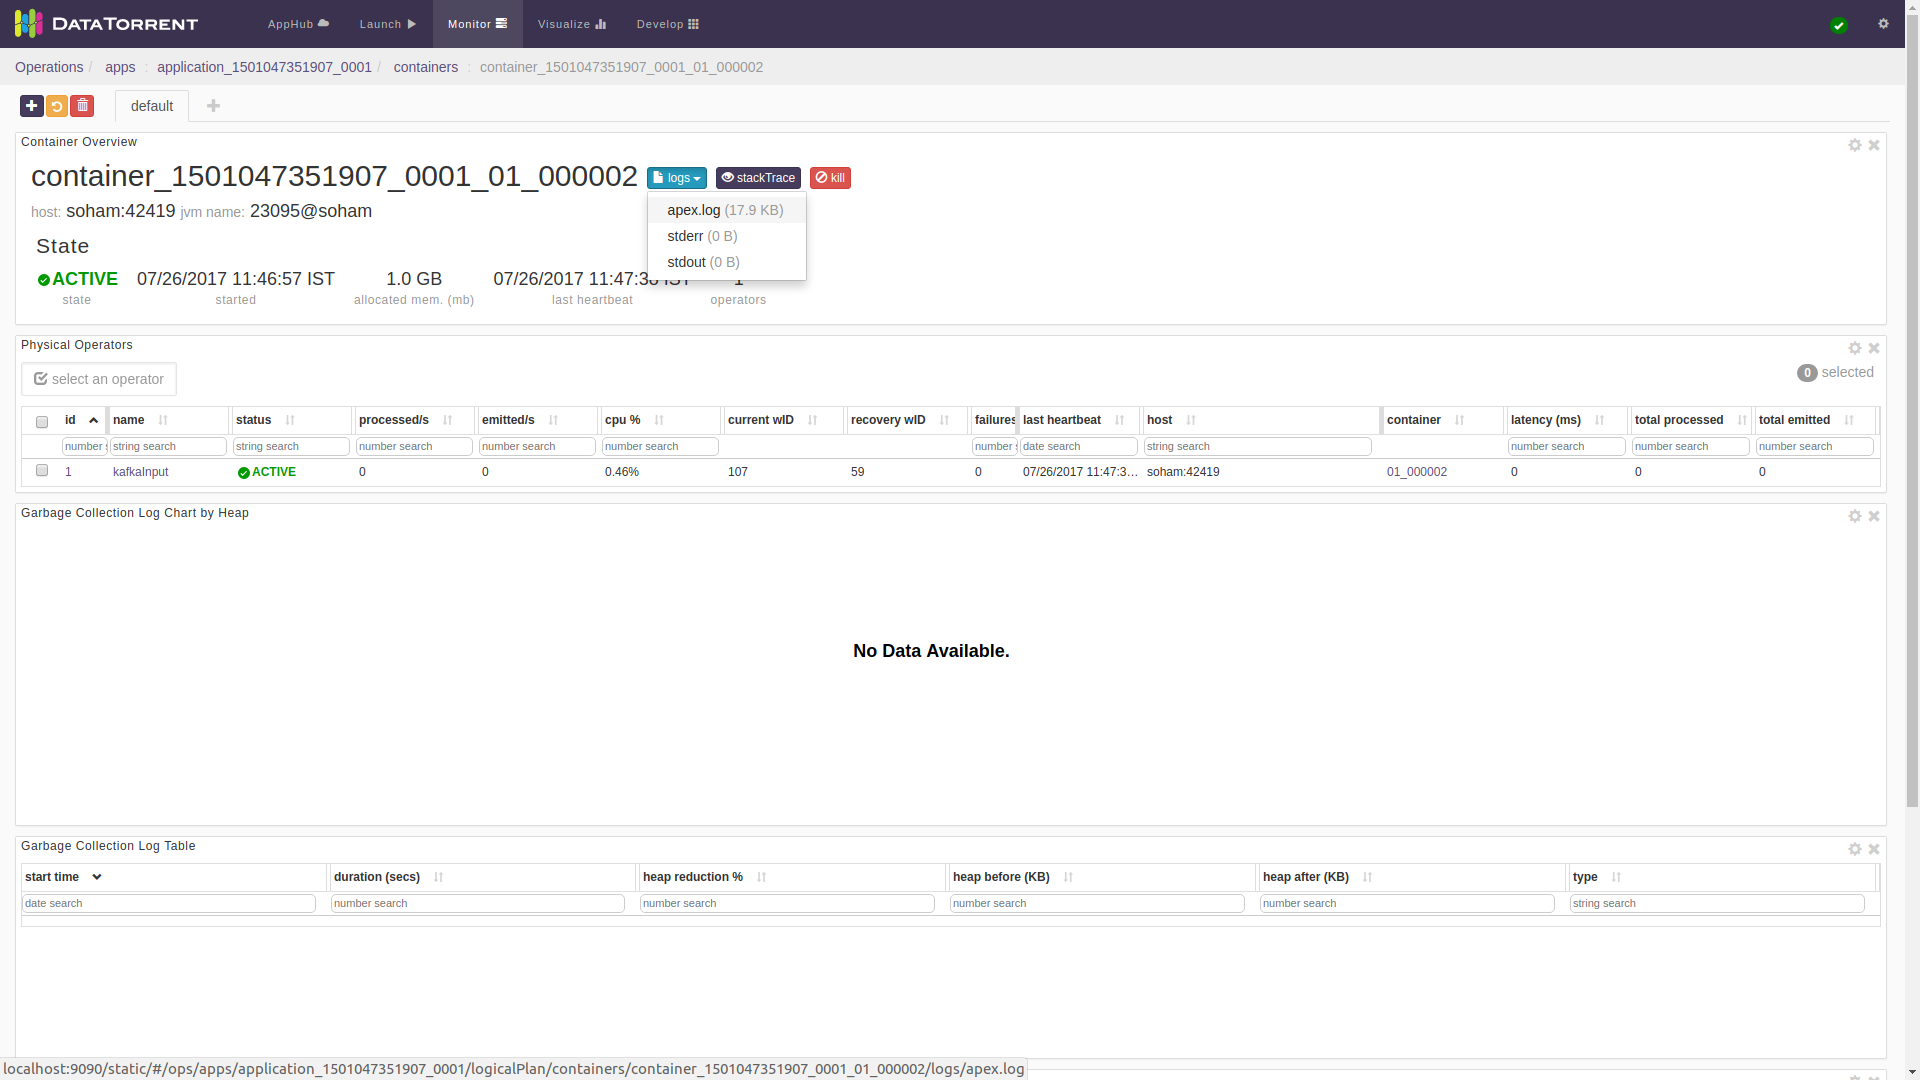 DATATORRENT AppHub Launch Monitor Visualize Develop
Operations / apps : application_1501047351907_0001 / containers : container_1501047351907_0001_01_000002
default
Container Overview
container_1501047351907_0001_01_000002 logs stackTrace kill
host: soham:42419 jvm name: 23095@soham
apex.log (17.9 KB)
stderr (0 B)
stdout (0 B)
State
ACTIVE 07/26/2017 11:46:57 IST 1.0 GB 07/26/2017 11:47:38 IST 1
state started allocated mem. (mb) last heartbeat operators
Physical Operators
select an operator 0 selected
id name status processed/s emitted/s cpu % current wID recovery wID failures last heartbeat host container latency (ms) total processed total emitted
number string search string search number search number search number search number date search string search number search number search number search
1 kafkaInput ACTIVE 0 0 0.46% 107 59 0 07/26/2017 11:47:3... soham:42419 01_000002 0 0 0
Garbage Collection Log Chart by Heap
No Data Available.
Garbage Collection Log Table
start time duration (secs) heap reduction % heap before (KB) heap after (KB) type
date search number search number search number search number search string search
localhost:9090/static/#/ops/apps/application_1501047351907_0001/logicalPlan/containers/container_1501047351907_0001_01_000002/logs/apex.log